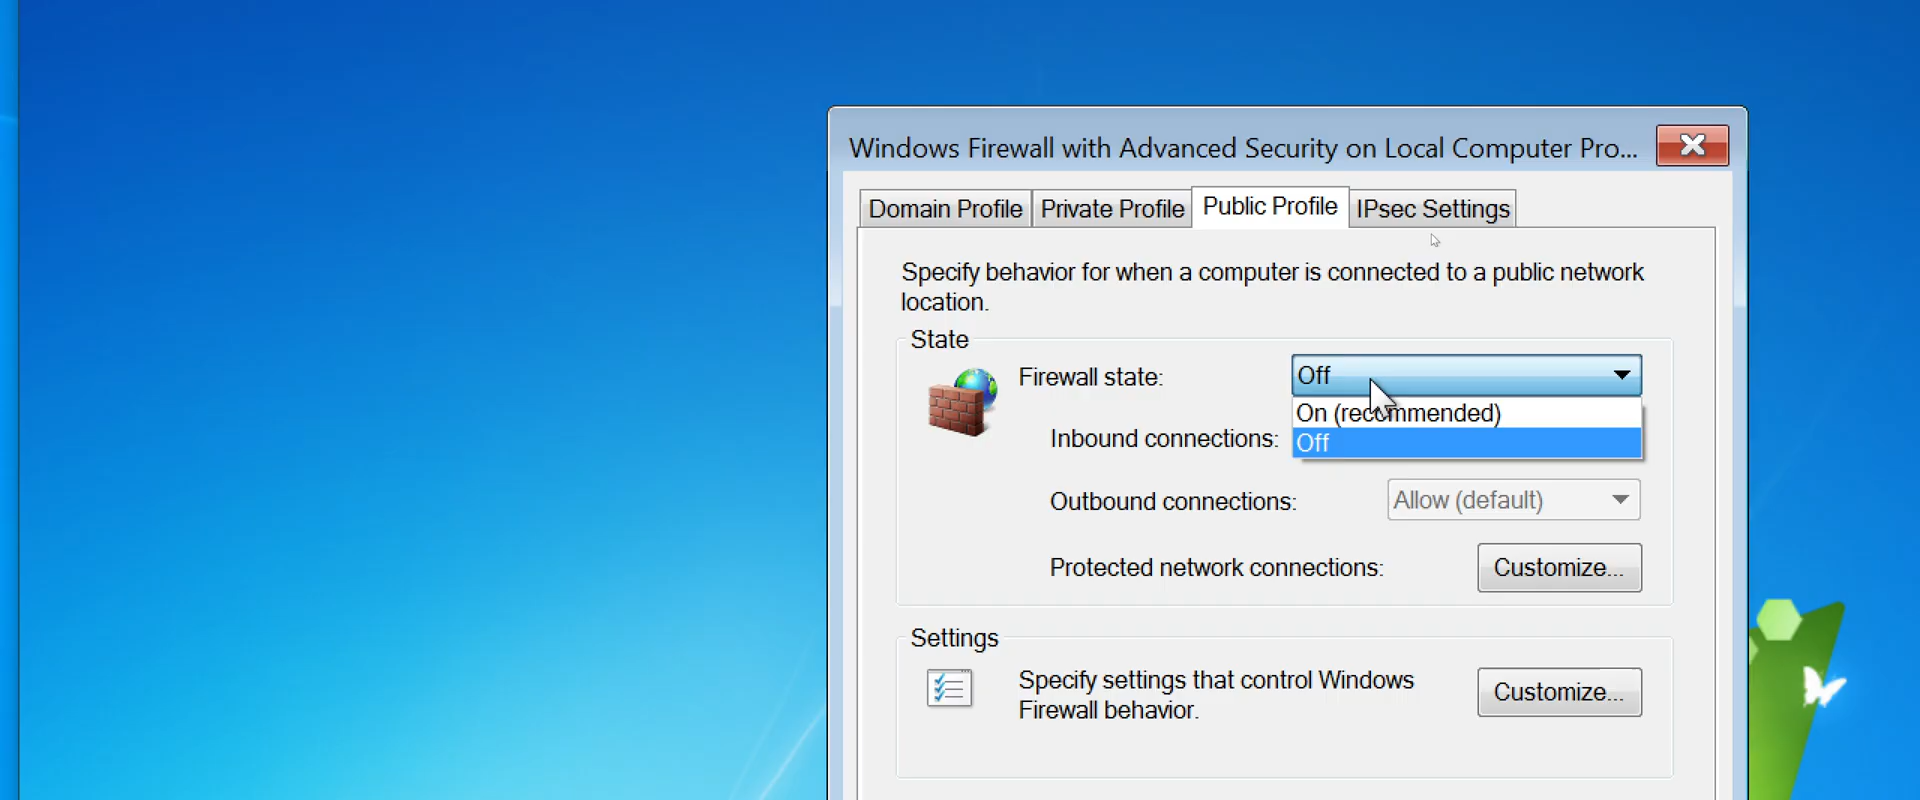 Windows Firewall with Advanced Security on Local Computer Pro...
Domain Profile Private Profile Public Profile IPsec Settings
Specify behavior for when a computer is connected to a public network
location.
State
Firewall state: Off
On (recommended)
Inbound connections: Off
Outbound connections: Allow (default)
Protected network connections: Customize...
Settings
Specify settings that control Windows
Firewall behavior.
Customize...